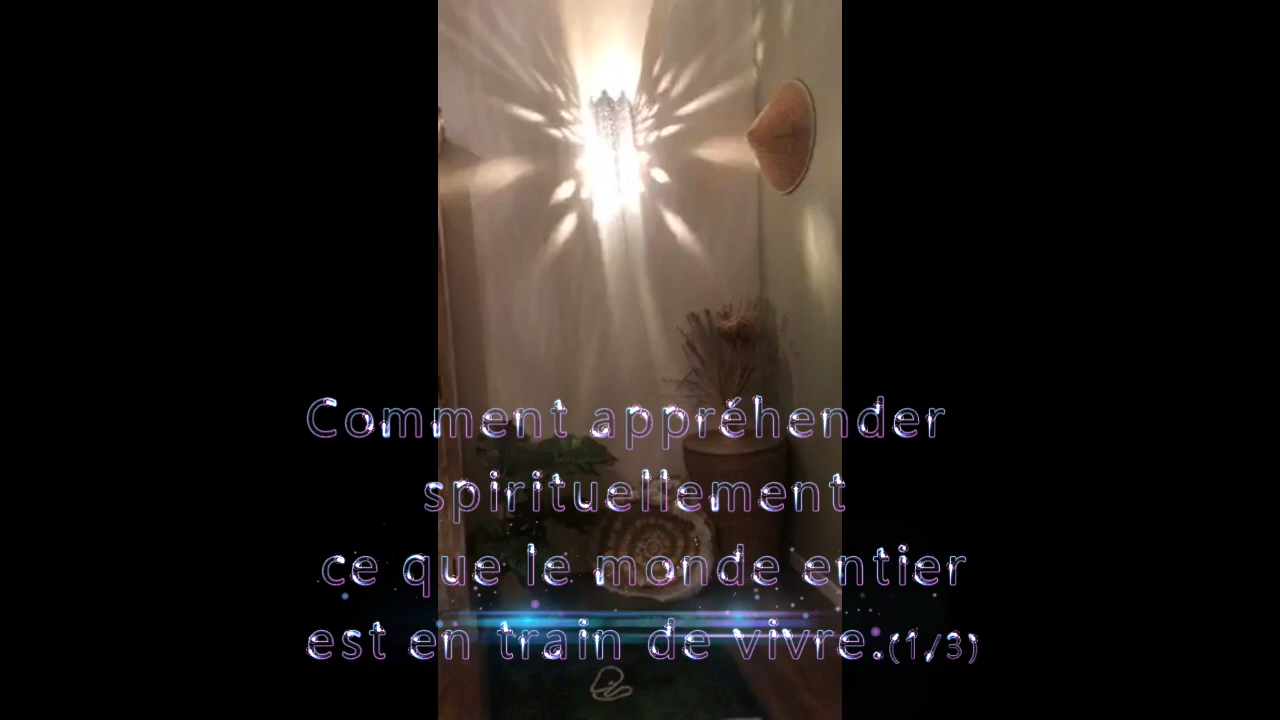 Comment appréhender
spirituellement
ce que le monde entier
est en train de vivre.(1/3)